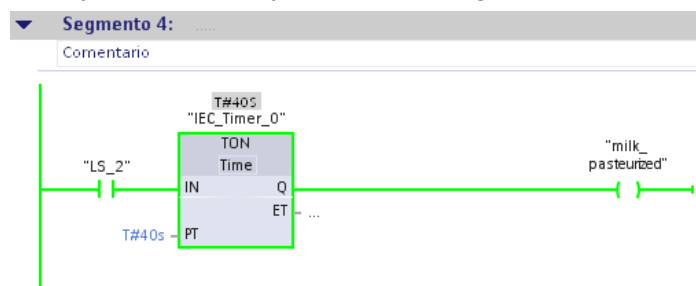 Segmento 4: .....
Comentario
T#40S
"IEC_Timer_0"
TON
Time
"LS_2"
IN Q
ET ...
T#40s PT
"milk_
pasteurized"